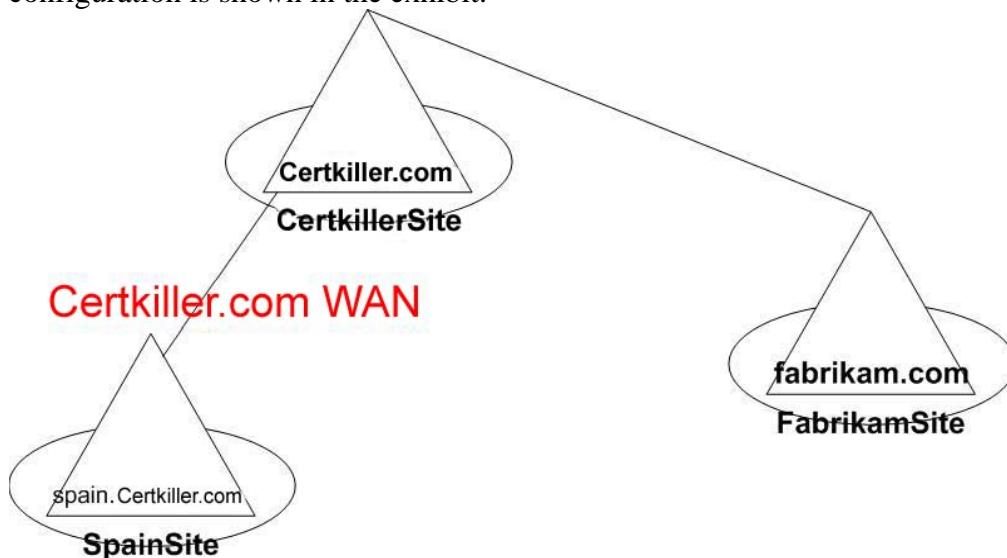 configuration is shown in the exhibit.
Certkiller.com
CertkillerSite
Certkiller.com WAN
fabrikam.com
FabrikamSite
spain.Certkiller.com
SpainSite